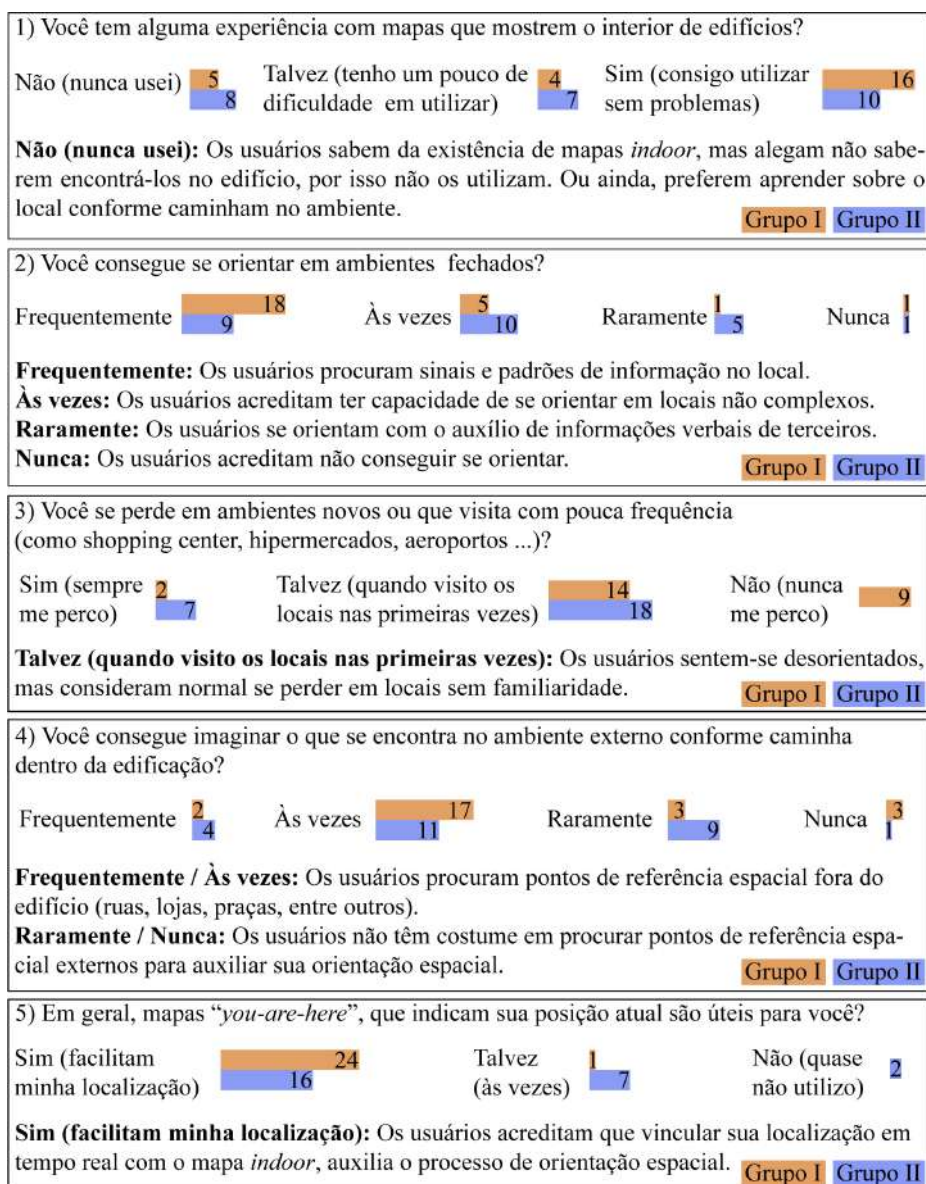 1) Você tem alguma experiência com mapas que mostrem o interior de edifícios?
Não (nunca usei) 5 8 Talvez (tenho um pouco de dificuldade em utilizar) 4 7 Sim (consigo utilizar sem problemas) 16 10
Não (nunca usei): Os usuários sabem da existência de mapas indoor, mas alegam não sabe-
rem encontrá-los no edifício, por isso não os utilizam. Ou ainda, preferem aprender sobre o
local conforme caminham no ambiente.
Grupo I Grupo II
2) Você consegue se orientar em ambientes fechados?
Frequentemente 18 9 Às vezes 5 10 Raramente 1 5 Nunca 1 1
Frequentemente: Os usuários procuram sinais e padrões de informação no local.
Às vezes: Os usuários acreditam ter capacidade de se orientar em locais não complexos.
Raramente: Os usuários se orientam com o auxílio de informações verbais de terceiros.
Nunca: Os usuários acreditam não conseguir se orientar.
Grupo I Grupo II
3) Você se perde em ambientes novos ou que visita com pouca frequência
(como shopping center, hipermercados, aeroportos ...)?
Sim (sempre me perco) 2 7 Talvez (quando visito os locais nas primeiras vezes) 14 18 Não (nunca me perco) 9
Talvez (quando visito os locais nas primeiras vezes): Os usuários sentem-se desorientados,
mas consideram normal se perder em locais sem familiaridade.
Grupo I Grupo II
4) Você consegue imaginar o que se encontra no ambiente externo conforme caminha
dentro da edificação?
Frequentemente 2 4 Às vezes 17 11 Raramente 3 9 Nunca 3 1
Frequentemente / Às vezes: Os usuários procuram pontos de referência espacial fora do
edifício (ruas, lojas, praças, entre outros).
Raramente / Nunca: Os usuários não têm costume em procurar pontos de referência espa-
cial externos para auxiliar sua orientação espacial.
Grupo I Grupo II
5) Em geral, mapas “you-are-here”, que indicam sua posição atual são úteis para você?
Sim (facilitam minha localização) 24 16 Talvez (às vezes) 1 7 Não (quase não utilizo) 2
Sim (facilitam minha localização): Os usuários acreditam que vincular sua localização em
tempo real com o mapa indoor, auxilia o processo de orientação espacial.
Grupo I Grupo II